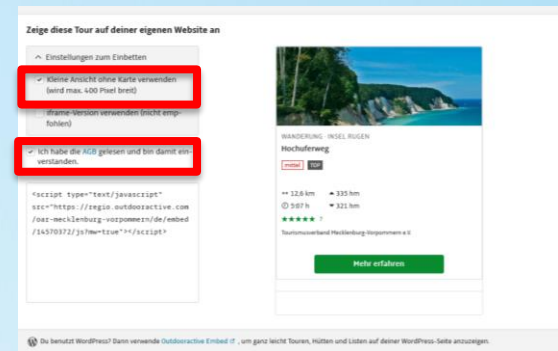 Zeige diese Tour auf deiner eigenen Website an
Einstellungen zum Einbetten
Kleine Ansicht ohne Karte verwenden
(wird max. 400 Pixel breit)
iframe-Version verwenden (nicht emp-
fohlen)
Ich habe die AGB gelesen und bin damit ein-
verstanden.
<script type="text/javascript"
src="https://regio.outdooractive.com
/oar-mecklenburg-vorpommern/de/embed
/14570372/js?mw=true"></script>
WANDERUNG · INSEL RÜGEN
Hochuferweg
mittel TOP
12,6 km 335 hm
5:07 h 321 hm
Tourismusverband Mecklenburg-Vorpommern e.V
Mehr erfahren
Du benutzt WordPress? Dann verwende Outdooractive Embed , um ganz leicht Touren, Hütten und Listen auf deiner WordPress-Seite anzuzeigen.